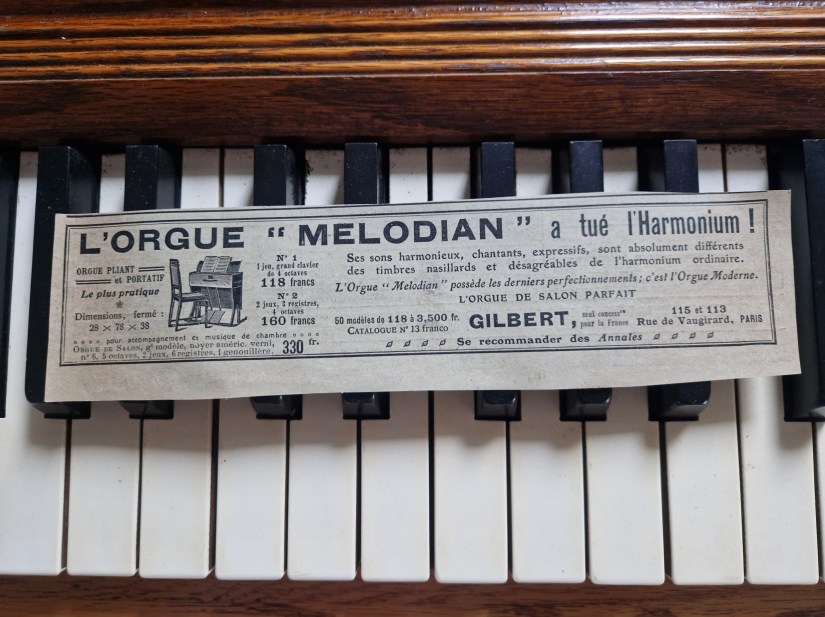 L'ORGUE “ MELODIAN ” a tué l'Harmonium !
ORGUE PLIANT
et PORTATIF
Le plus pratique
Dimensions, fermé :
28 × 78 × 38
N° 1
1 jeu, grand clavier
de 4 octaves
118 francs
N° 2
2 jeux, 3 registres,
4 octaves
160 francs
pour accompagnement et musique de chambre
ORGUE DE SALON, gd modèle, noyer améric. verni,
n° 6, 5 octaves, 2 jeux, 6 registres, 1 genouillère, 330 fr.
Ses sons harmonieux, chantants, expressifs, sont absolument différents
des timbres nasillards et désagréables de l'harmonium ordinaire.
L'Orgue “ Melodian ” possède les derniers perfectionnements ; c'est l'Orgue Moderne.
L'ORGUE DE SALON PARFAIT
50 modèles de 118 à 3,500 fr.
CATALOGUE N° 13 franco
GILBERT, seul concess^re
pour la France
115 et 113
Rue de Vaugirard, PARIS
Se recommander des Annales